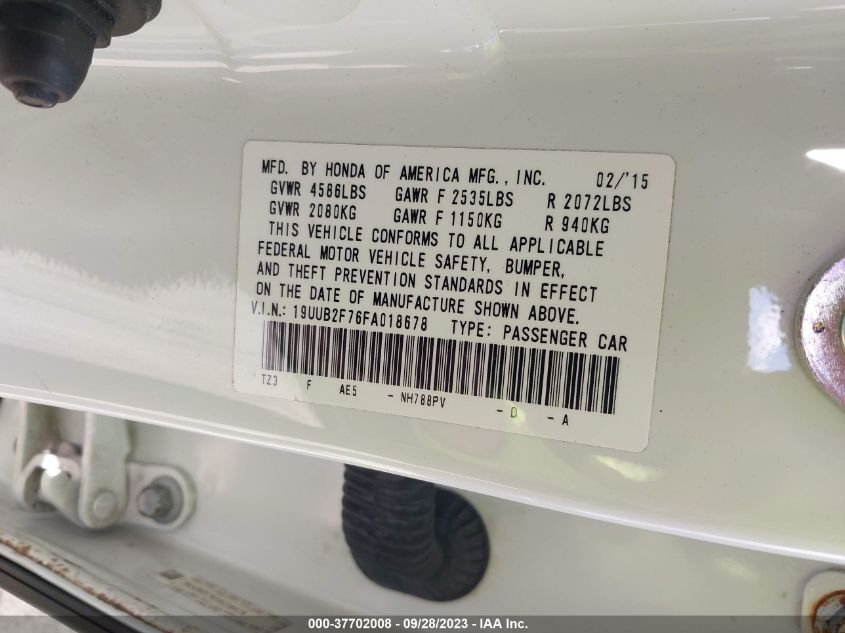 MFD. BY HONDA OF AMERICA MFG., INC. 02/'15
GVWR 4586LBS GAWR F 2535LBS R 2072LBS
GVWR 2080KG GAWR F 1150KG R 940KG
THIS VEHICLE CONFORMS TO ALL APPLICABLE
FEDERAL MOTOR VEHICLE SAFETY, BUMPER,
AND THEFT PREVENTION STANDARDS IN EFFECT
ON THE DATE OF MANUFACTURE SHOWN ABOVE.
V.I.N.: 19UUB2F76FA018678 TYPE: PASSENGER CAR
TZ3 F AE5 - NH788PV - D - A
000-37702008 - 09/28/2023 - IAA Inc.